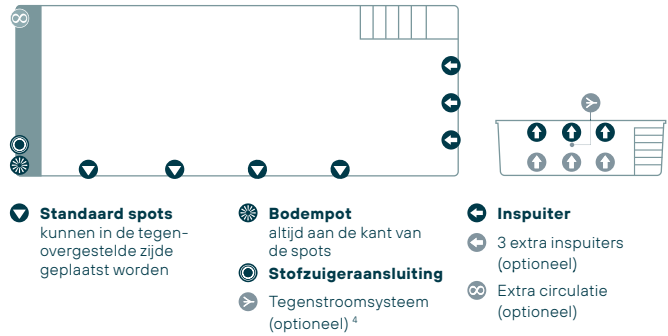 Standaard spots
kunnen in de tegen-
overgestelde zijde
geplaatst worden
Bodempot
altijd aan de kant van
de spots
Stofzuigeraansluiting
Tegenstroomsysteem
(optioneel) 4
Inspuiter
3 extra inspuiters
(optioneel)
Extra circulatie
(optioneel)